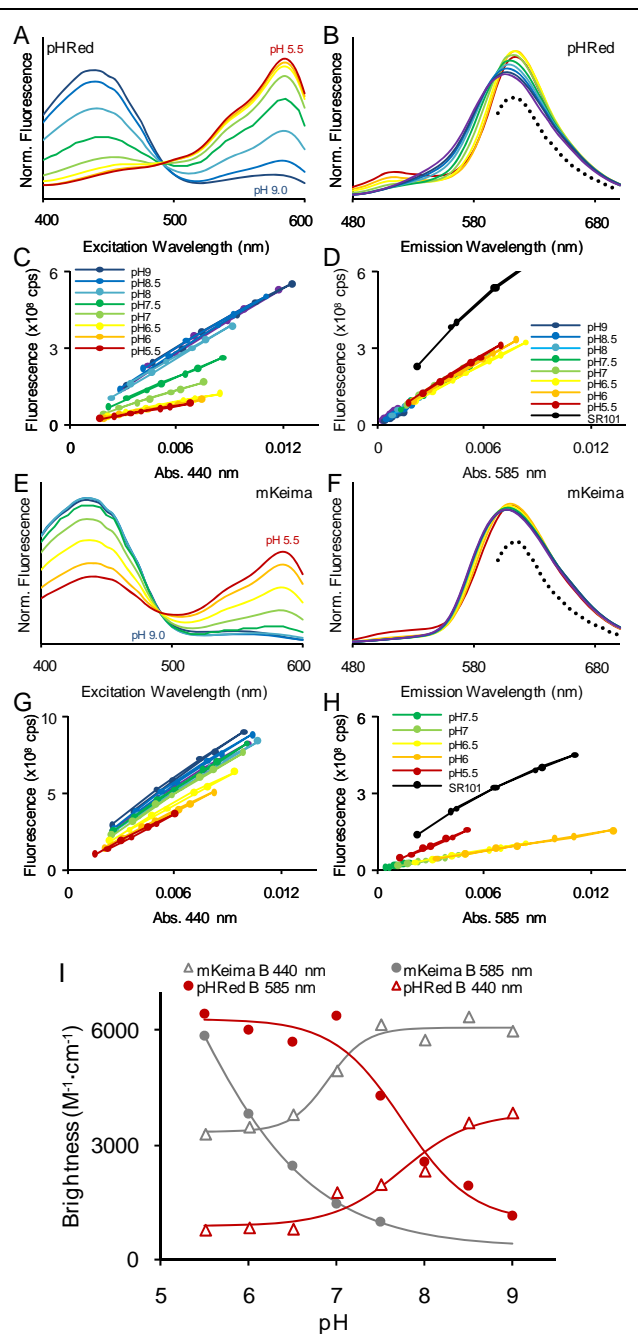 A
pHRed
pH 5.5
pH 9.0
Norm. Fluorescence
400
500
600
Excitation Wavelength (nm)
B
pHRed
Norm. Fluorescence
480
580
680
Emission Wavelength (nm)
C
pH9
pH8.5
pH8
pH7.5
pH7
pH6.5
pH6
pH5.5
Fluorescence (x10⁸ cps)
6
3
0
0
0.006
0.012
Abs. 440 nm
D
pH9
pH8.5
pH8
pH7.5
pH7
pH6.5
pH6
pH5.5
SR101
Fluorescence (x10⁸ cps)
6
3
0
0
0.006
0.012
Abs. 585 nm
E
mKeima
pH 5.5
pH 9.0
Norm. Fluorescence
400
500
600
Excitation Wavelength (nm)
F
mKeima
Norm. Fluorescence
480
580
680
Emission Wavelength (nm)
G
Fluorescence (x10⁸ cps)
10
5
0
0
0.006
0.012
Abs. 440 nm
H
pH7.5
pH7
pH6.5
pH6
pH5.5
SR101
Fluorescence (x10⁸ cps)
6
3
0
0
0.006
0.012
Abs. 585 nm
I
mKeima B 440 nm
mKeima B 585 nm
pHRed B 585 nm
pHRed B 440 nm
Brightness (M⁻¹·cm⁻¹)
6000
3000
0
5
6
7
8
9
pH